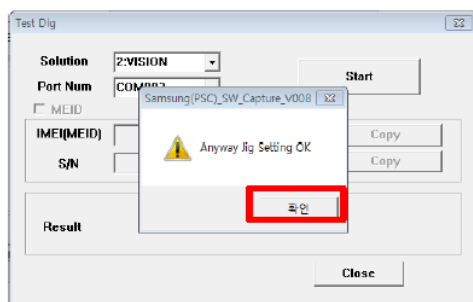 Test Dlg
Solution
2:VISION
Start
Port Num
MEID
Samsung(PSC)_SW_Capture_V008
IMEI(MEID)
Copy
Anyway Jig Setting OK
S/N
Copy
확인
Result
Close